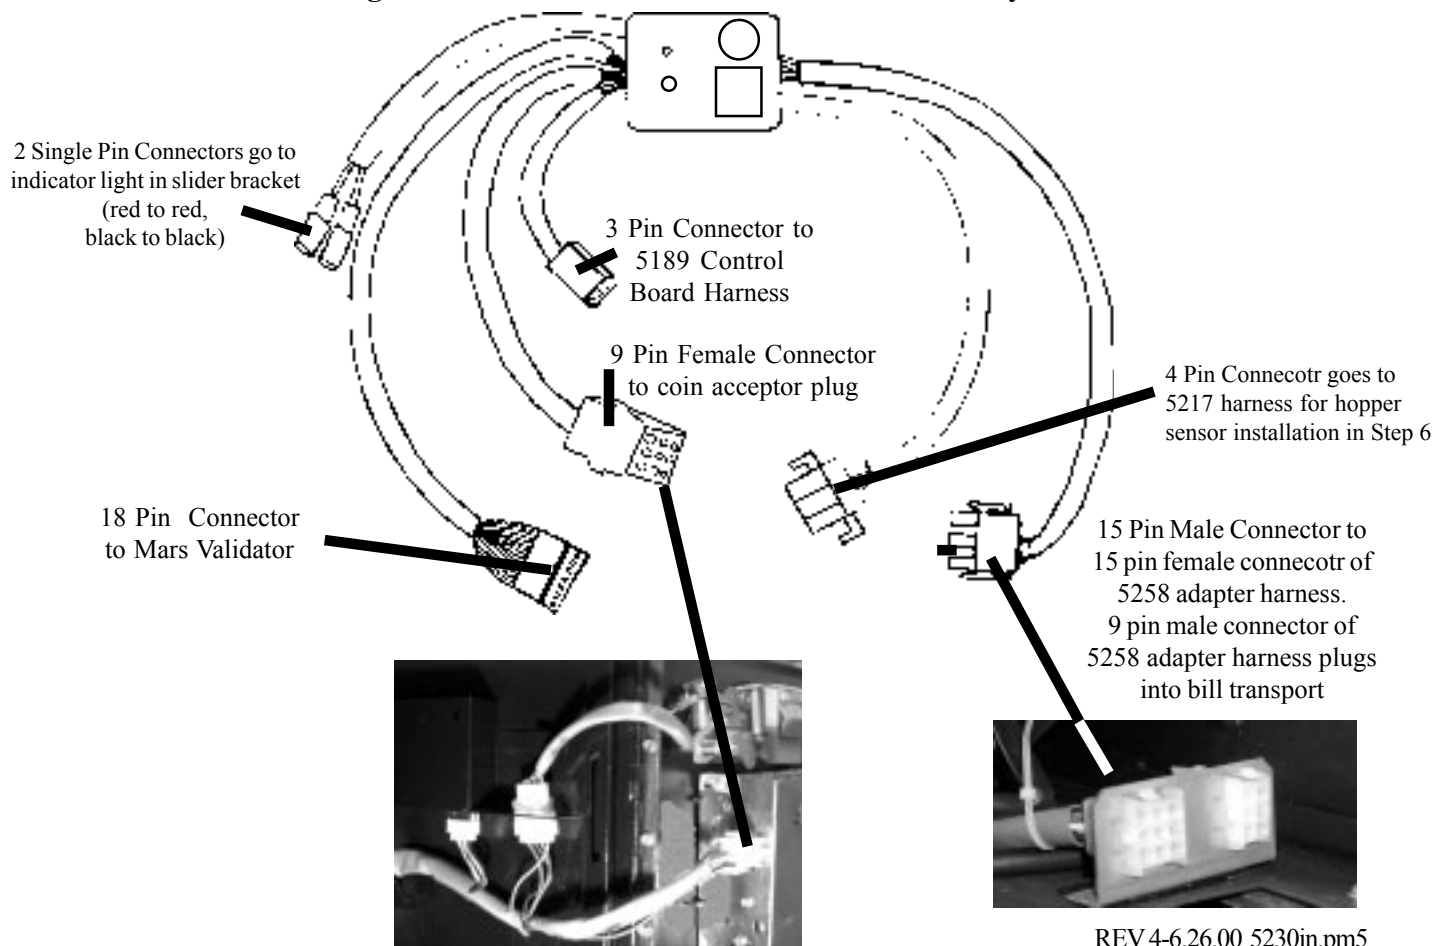 2 Single Pin Connectors go to
indicator light in slider bracket
(red to red,
black to black)
3 Pin Connector to
5189 Control
Board Harness
9 Pin Female Connector
to coin acceptor plug
4 Pin Connecotr goes to
5217 harness for hopper
sensor installation in Step 6
18 Pin Connector
to Mars Validator
15 Pin Male Connector to
15 pin female connecotr of
5258 adapter harness.
9 pin male connector of
5258 adapter harness plugs
into bill transport
REV 4-6.26.00 5230in.pm5